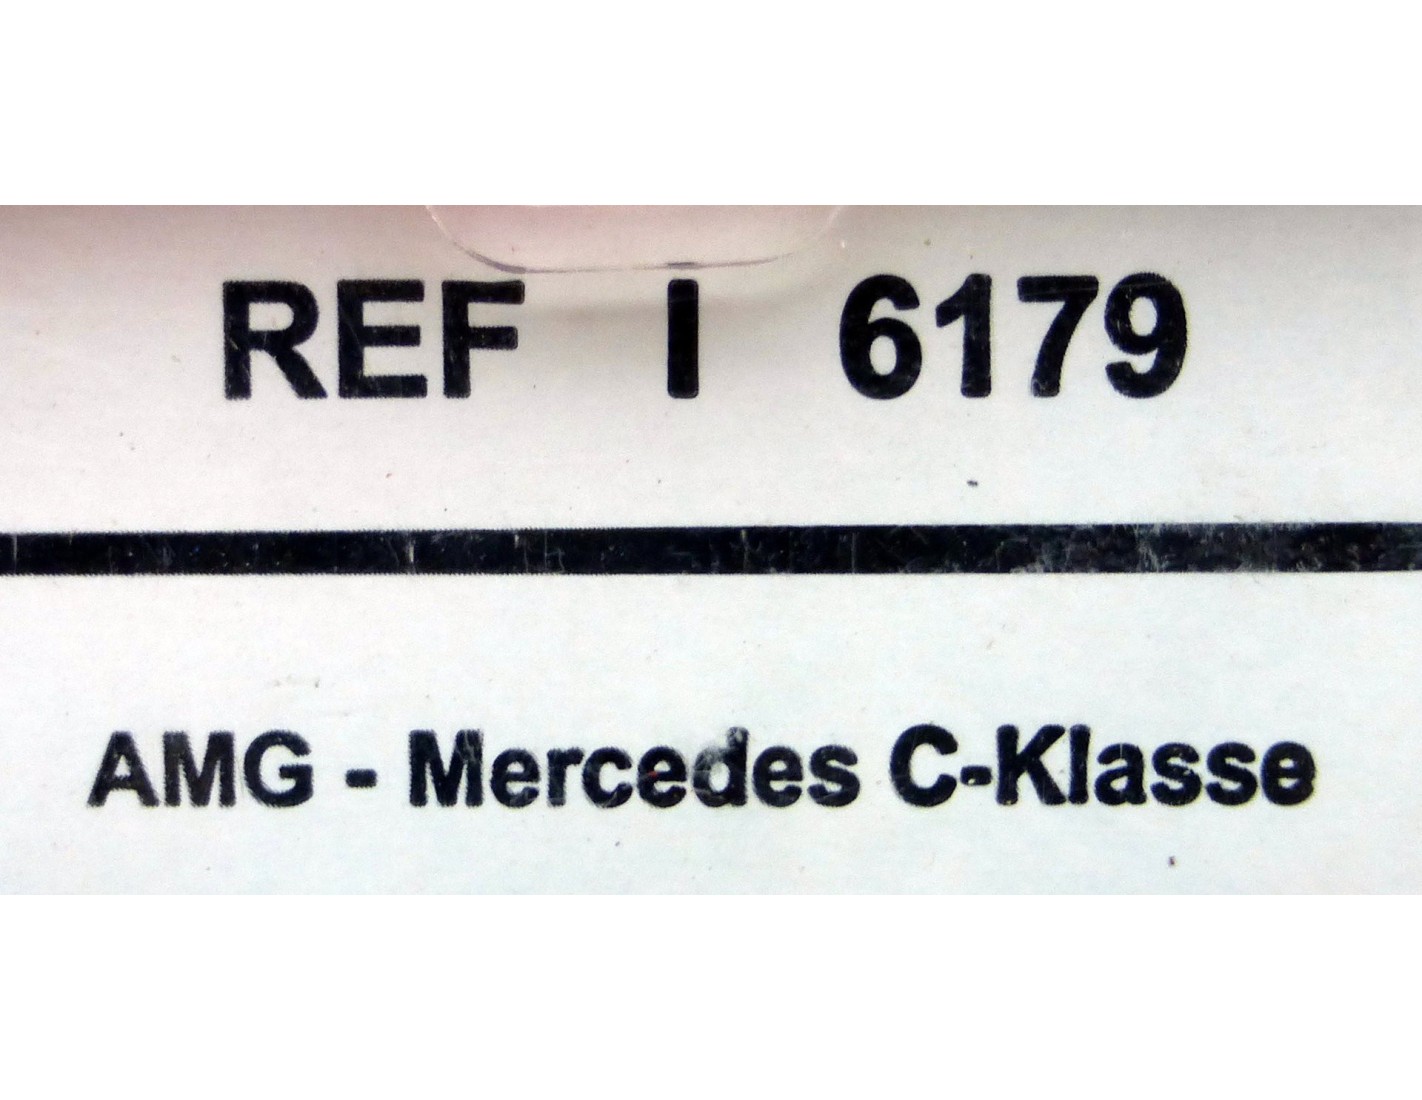 REF I 6179
AMG - Mercedes C-Klasse